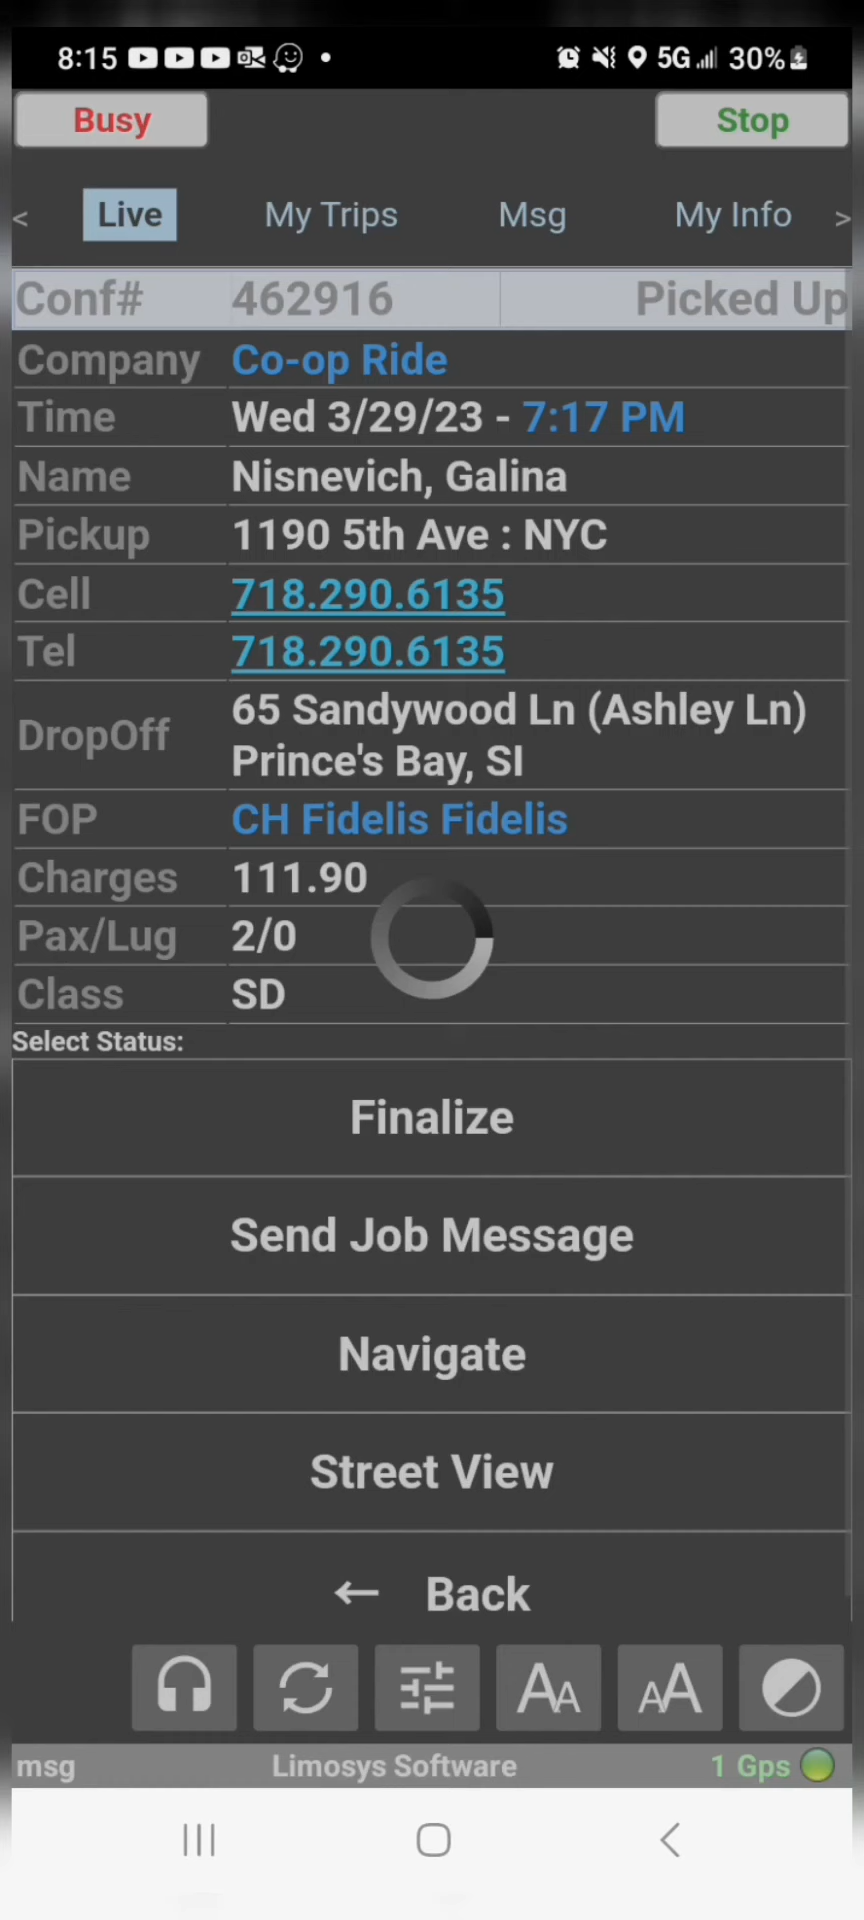 8:15 5G 30%
Busy Stop
< Live My Trips Msg My Info >
Conf# 462916 Picked Up
Company Co-op Ride
Time Wed 3/29/23 - 7:17 PM
Name Nisnevich, Galina
Pickup 1190 5th Ave : NYC
Cell 718.290.6135
Tel 718.290.6135
DropOff 65 Sandywood Ln (Ashley Ln)
Prince's Bay, SI
FOP CH Fidelis Fidelis
Charges 111.90
Pax/Lug 2/0
Class SD
Select Status:
Finalize
Send Job Message
Navigate
Street View
← Back
AA AA
msg Limosys Software 1 Gps